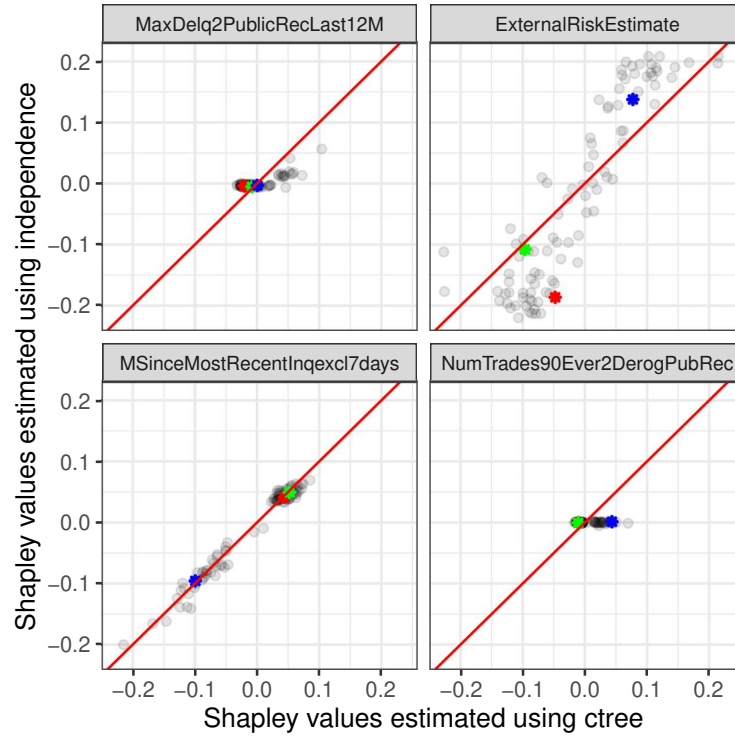 MaxDelq2PublicRecLast12M
ExternalRiskEstimate
0.2
0.1
0.0
−0.1
−0.2
MSinceMostRecentInqexcl7days
NumTrades90Ever2DerogPubRec
0.2
0.1
0.0
−0.1
−0.2
−0.2 −0.1 0.0 0.1 0.2
−0.2 −0.1 0.0 0.1 0.2
Shapley values estimated using ctree
Shapley values estimated using independence